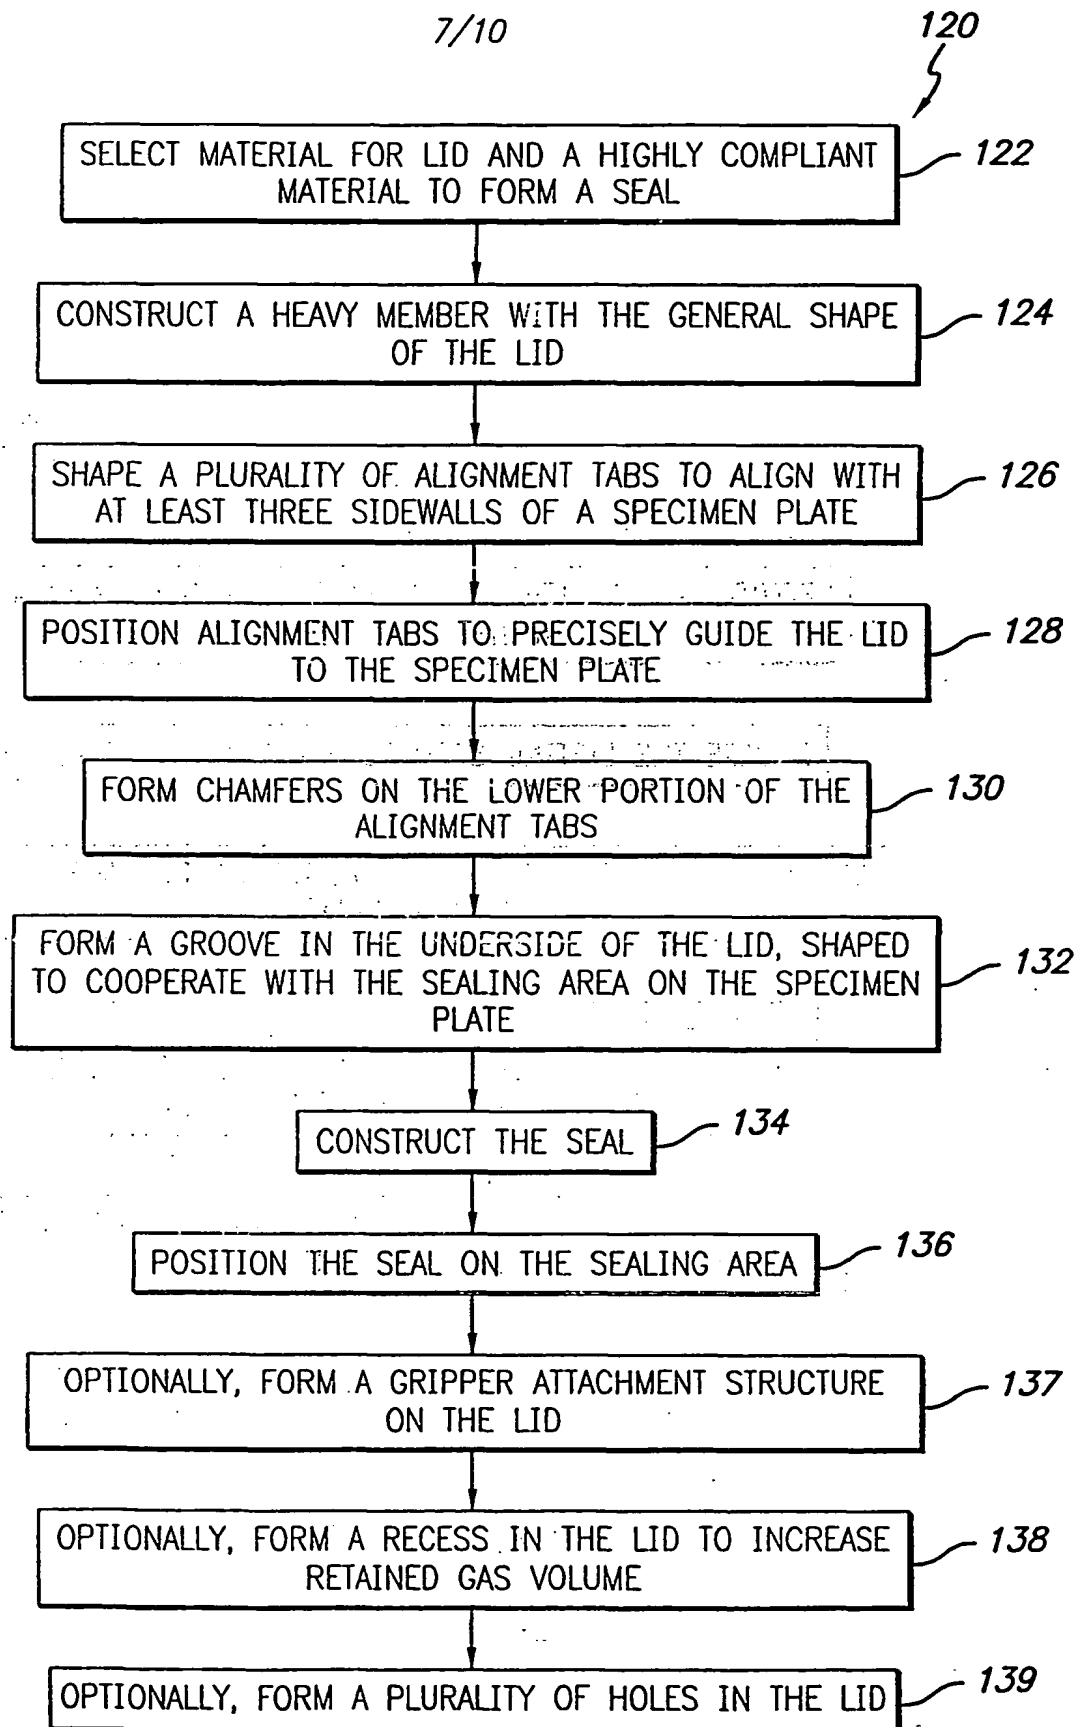 7/10
120
SELECT MATERIAL FOR LID AND A HIGHLY COMPLIANT
MATERIAL TO FORM A SEAL
122
CONSTRUCT A HEAVY MEMBER WITH THE GENERAL SHAPE
OF THE LID
124
SHAPE A PLURALITY OF ALIGNMENT TABS TO ALIGN WITH
AT LEAST THREE SIDEWALLS OF A SPECIMEN PLATE
126
POSITION ALIGNMENT TABS TO PRECISELY GUIDE THE LID
TO THE SPECIMEN PLATE
128
FORM CHAMFERS ON THE LOWER PORTION OF THE
ALIGNMENT TABS
130
FORM A GROOVE IN THE UNDERSIDE OF THE LID, SHAPED
TO COOPERATE WITH THE SEALING AREA ON THE SPECIMEN
PLATE
132
CONSTRUCT THE SEAL
134
POSITION THE SEAL ON THE SEALING AREA
136
OPTIONALLY, FORM A GRIPPER ATTACHMENT STRUCTURE
ON THE LID
137
OPTIONALLY, FORM A RECESS IN THE LID TO INCREASE
RETAINED GAS VOLUME
138
OPTIONALLY, FORM A PLURALITY OF HOLES IN THE LID
139